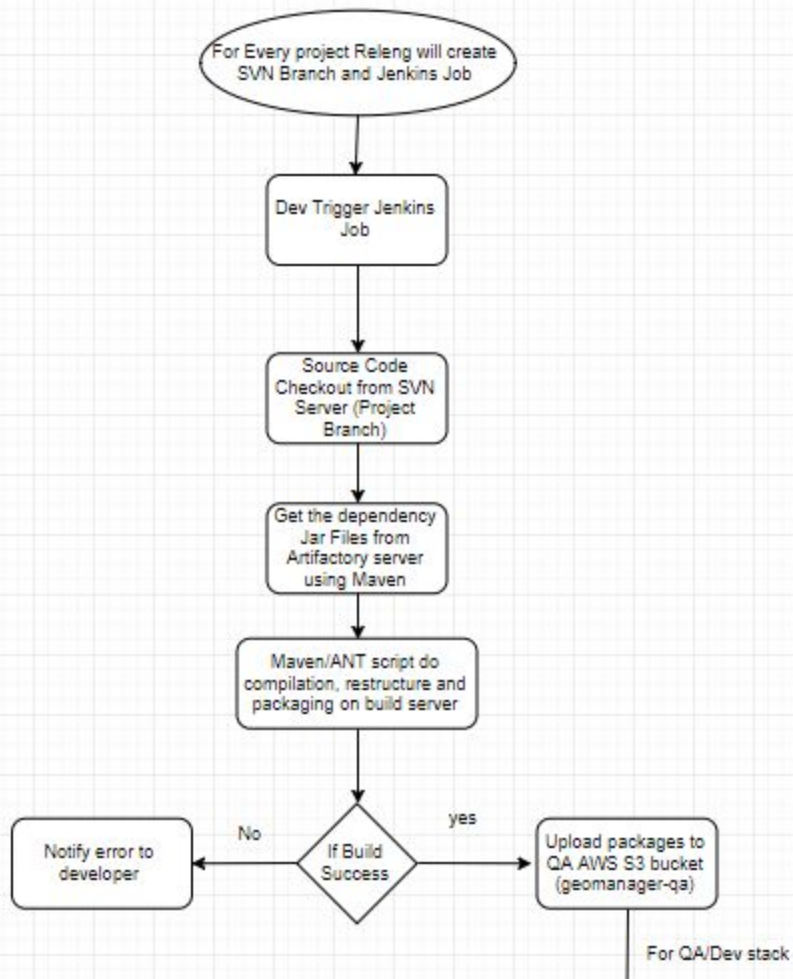 For Every project Releng will create
SVN Branch and Jenkins Job
Dev Trigger Jenkins
Job
Source Code
Checkout from SVN
Server (Project
Branch)
Get the dependency
Jar Files from
Artifactory server
using Maven
Maven/ANT script do
compilation, restructure and
packaging on build server
If Build
Success
No
Notify error to
developer
yes
Upload packages to
QA AWS S3 bucket
(geomanager-qa)
For QA/Dev stack